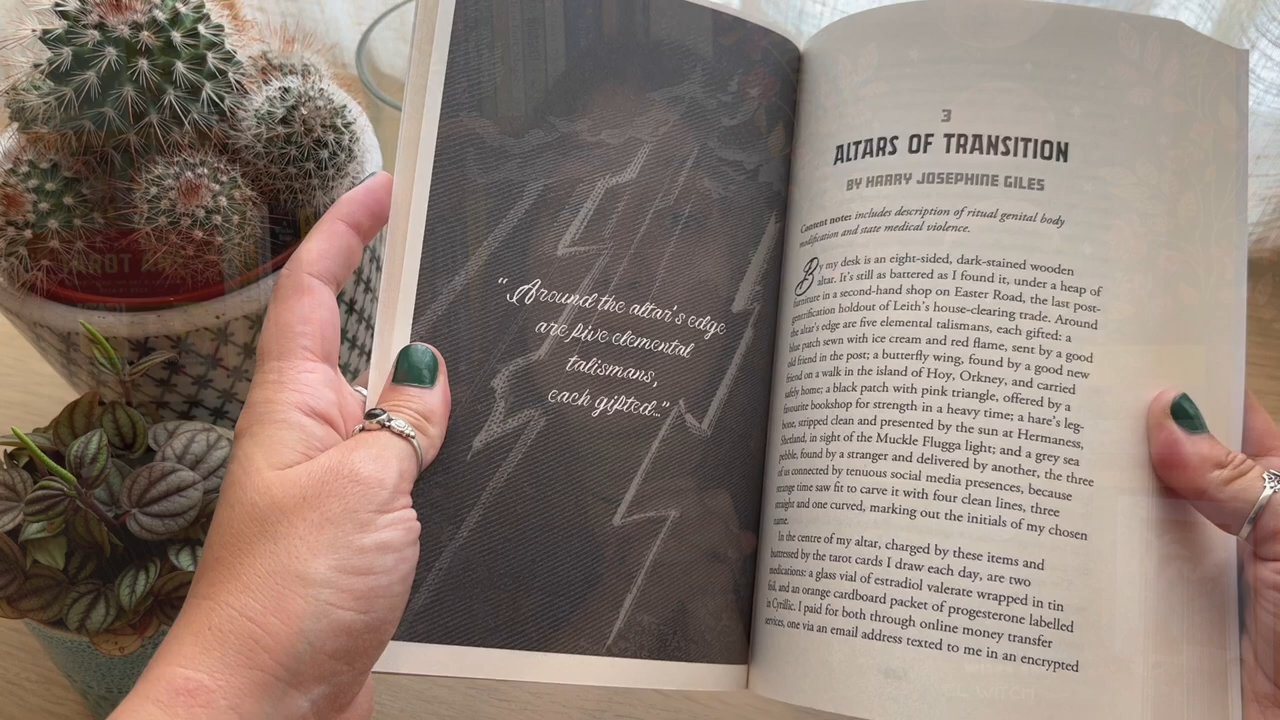 “Around the altar's edge
are five elemental
talismans,
each gifted...”
3
ALTARS OF TRANSITION
BY HARRY JOSEPHINE GILES
Content note: includes description of ritual genital body
modification and state medical violence.
By my desk is an eight-sided, dark-stained wooden
altar. It's still as battered as I found it, under a heap of
furniture in a second-hand shop on Easter Road, the last post-
gentrification holdout of Leith's house-clearing trade. Around
the altar's edge are five elemental talismans, each gifted: a
blue patch sewn with ice cream and red flame, sent by a good
old friend in the post; a butterfly wing, found by a good new
friend on a walk in the island of Hoy, Orkney, and carried
safely home; a black patch with pink triangle, offered by a
favourite bookshop for strength in a heavy time; a hare's leg-
bone, stripped clean and presented by the sun at Hermaness,
Shetland, in sight of the Muckle Flugga light; and a grey sea
pebble, found by a stranger and delivered by another, the three
of us connected by tenuous social media presences, because
strange time saw fit to carve it with four clean lines, three
straight and one curved, marking out the initials of my chosen
name.
In the centre of my altar, charged by these items and
buttressed by the tarot cards I draw each day, are two
medications: a glass vial of estradiol valerate wrapped in tin
foil, and an orange cardboard packet of progesterone labelled
in Cyrillic. I paid for both through online money transfer
services, one via an email address texted to me in an encrypted